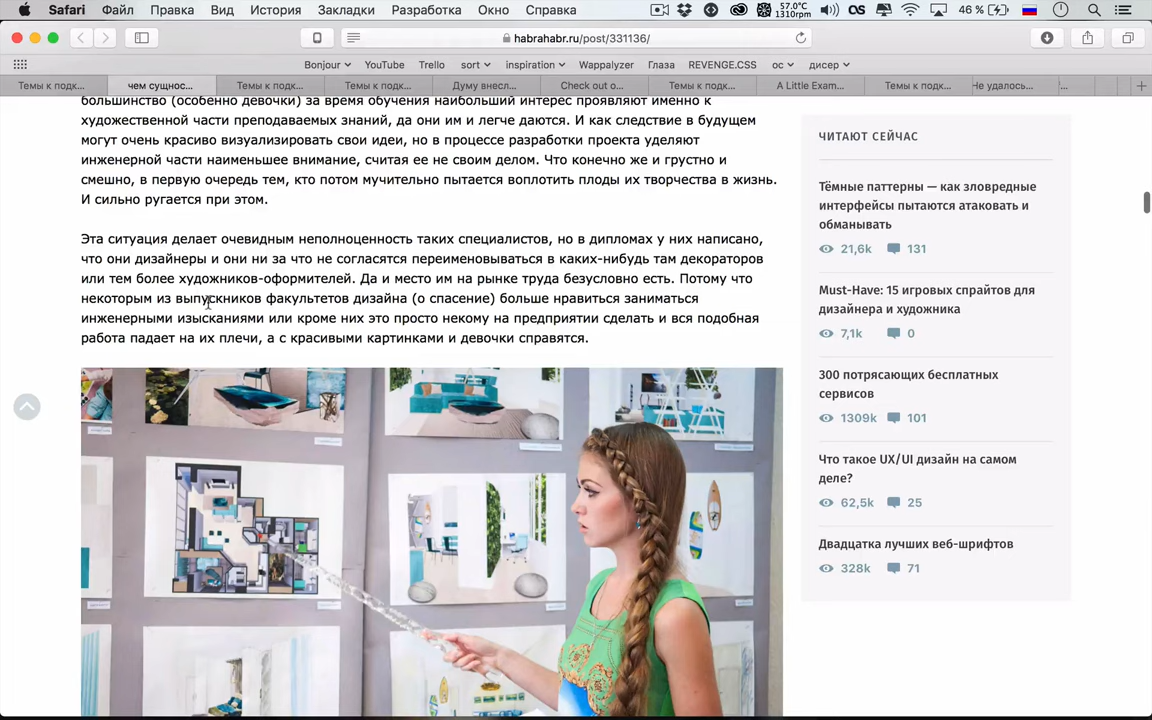 Safari Файл Правка Вид История Закладки Разработка Окно Справка 57.0°C 1310rpm 46 %
habrahabr.ru/post/331136/
Bonjour YouTube Trello sort inspiration Wappalyzer Глаза REVENGE.CSS ос дисер
Темы к подк... чем сущнос... Темы к подк... Темы к подк... Думу внесл... Check out o... Темы к подк... A Little Exam... Темы к подк... Не удалось...
большинство (особенно девочки) за время обучения наибольший интерес проявляют именно к
художественной части преподаваемых знаний, да они им и легче даются. И как следствие в будущем
могут очень красиво визуализировать свои идеи, но в процессе разработки проекта уделяют
инженерной части наименьшее внимание, считая ее не своим делом. Что конечно же и грустно и
смешно, в первую очередь тем, кто потом мучительно пытается воплотить плоды их творчества в жизнь.
И сильно ругается при этом.
Эта ситуация делает очевидным неполноценность таких специалистов, но в дипломах у них написано,
что они дизайнеры и они ни за что не согласятся переименовываться в каких-нибудь там декораторов
или тем более художников-оформителей. Да и место им на рынке труда безусловно есть. Потому что
некоторым из выпускников факультетов дизайна (о спасение) больше нравиться заниматься
инженерными изысканиями или кроме них это просто некому на предприятии сделать и вся подобная
работа падает на их плечи, а с красивыми картинками и девочки справятся.
ЧИТАЮТ СЕЙЧАС
Тёмные паттерны — как зловредные
интерфейсы пытаются атаковать и
обманывать
21,6k 131
Must-Have: 15 игровых спрайтов для
дизайнера и художника
7,1k 0
300 потрясающих бесплатных
сервисов
1309k 101
Что такое UX/UI дизайн на самом
деле?
62,5k 25
Двадцатка лучших веб-шрифтов
328k 71